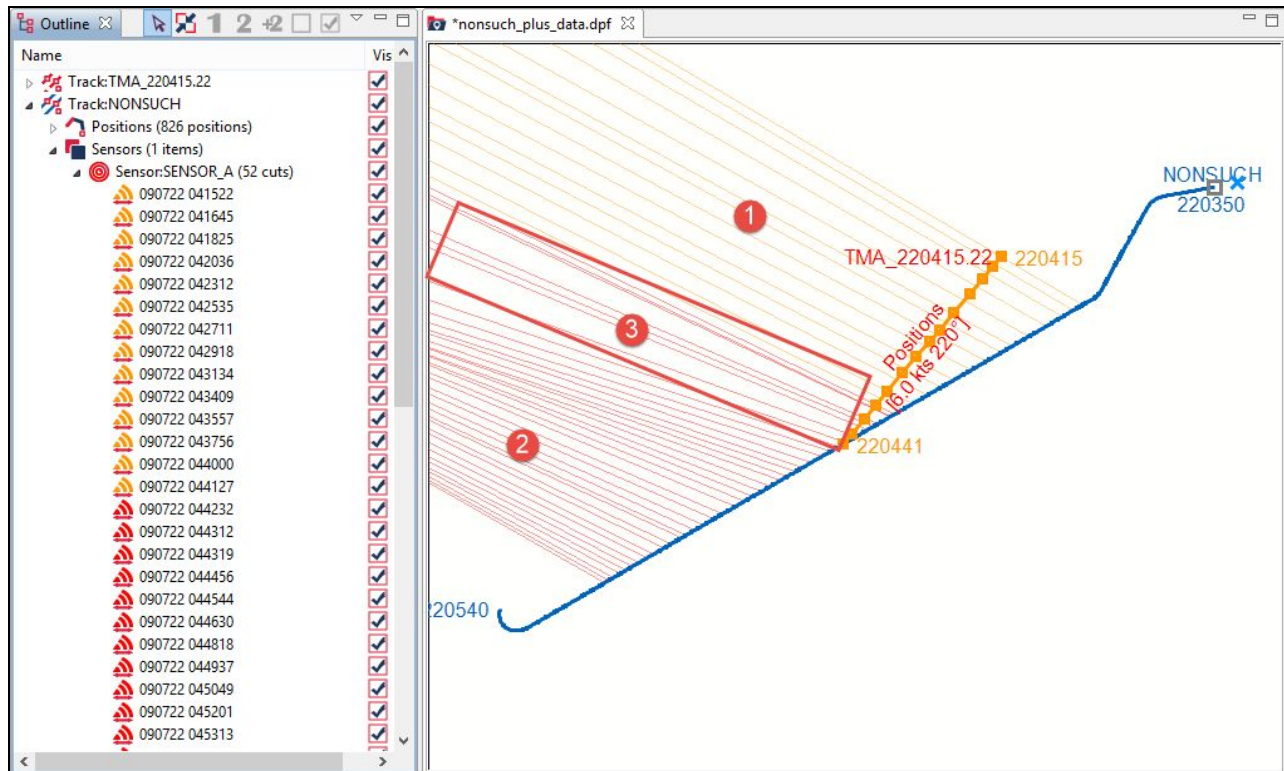 Outline
1 2 +2
Name Vis
Track:TMA_220415.22
Track:NONSUCH
Positions (826 positions)
Sensors (1 items)
Sensor:SENSOR_A (52 cuts)
090722 041522
090722 041645
090722 041825
090722 042036
090722 042312
090722 042535
090722 042711
090722 042918
090722 043134
090722 043409
090722 043557
090722 043756
090722 044000
090722 044127
090722 044232
090722 044312
090722 044319
090722 044456
090722 044544
090722 044630
090722 044818
090722 044937
090722 045049
090722 045201
090722 045313
*nonsuch_plus_data.dpf
NONSUCH
220350
1
TMA_220415.22 220415
Positions
[6.0 kts 220°]
3
2
220441
220540